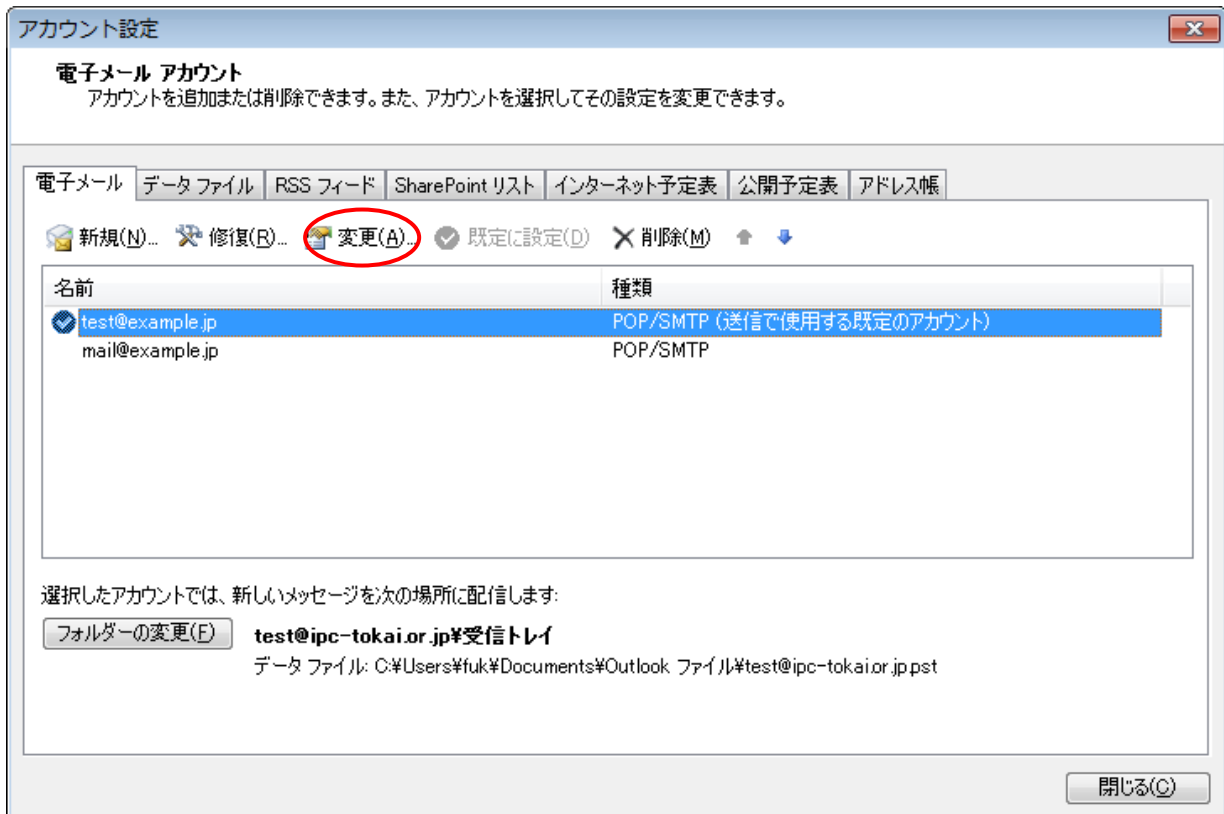 アカウント設定
電子メール アカウント
アカウントを追加または削除できます。また、アカウントを選択してその設定を変更できます。
電子メール データ ファイル RSS フィード SharePoint リスト インターネット予定表 公開予定表 アドレス帳
新規(N)... 修復(R)... 変更(A)... 既定に設定(D) 削除(M)
名前 種類
test@example.jp POP/SMTP (送信で使用する既定のアカウント)
mail@example.jp POP/SMTP
選択したアカウントでは、新しいメッセージを次の場所に配信します:
フォルダーの変更(F) test@ipc-tokai.or.jp¥受信トレイ
データ ファイル: C:¥Users¥fuk¥Documents¥Outlook ファイル¥test@ipc-tokai.or.jp.pst
閉じる(C)